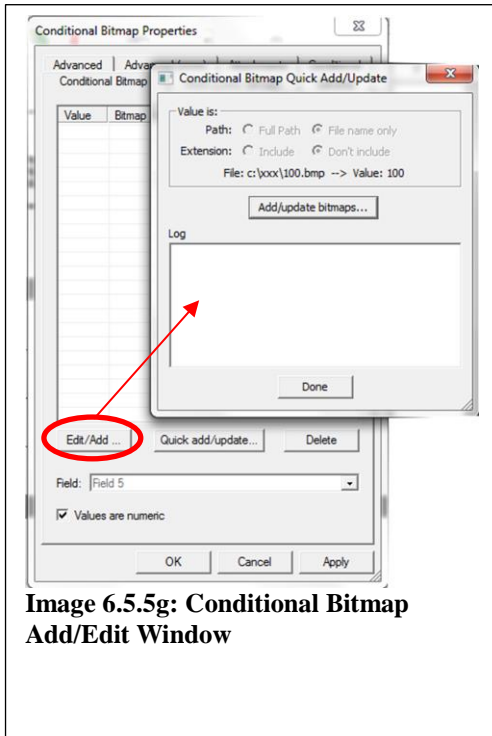 Conditional Bitmap Properties
Advanced
Conditional Bitmap
Value Bitmap
Conditional Bitmap Quick Add/Update
Value is:
Path: Full Path File name only
Extension: Include Don't include
File: c:\xxx\100.bmp --> Value: 100
Add/update bitmaps...
Log
Done
Edit/Add ...
Quick add/update...
Delete
Field: Field 5
Values are numeric
OK
Cancel
Apply
Image 6.5.5g: Conditional Bitmap
Add/Edit Window